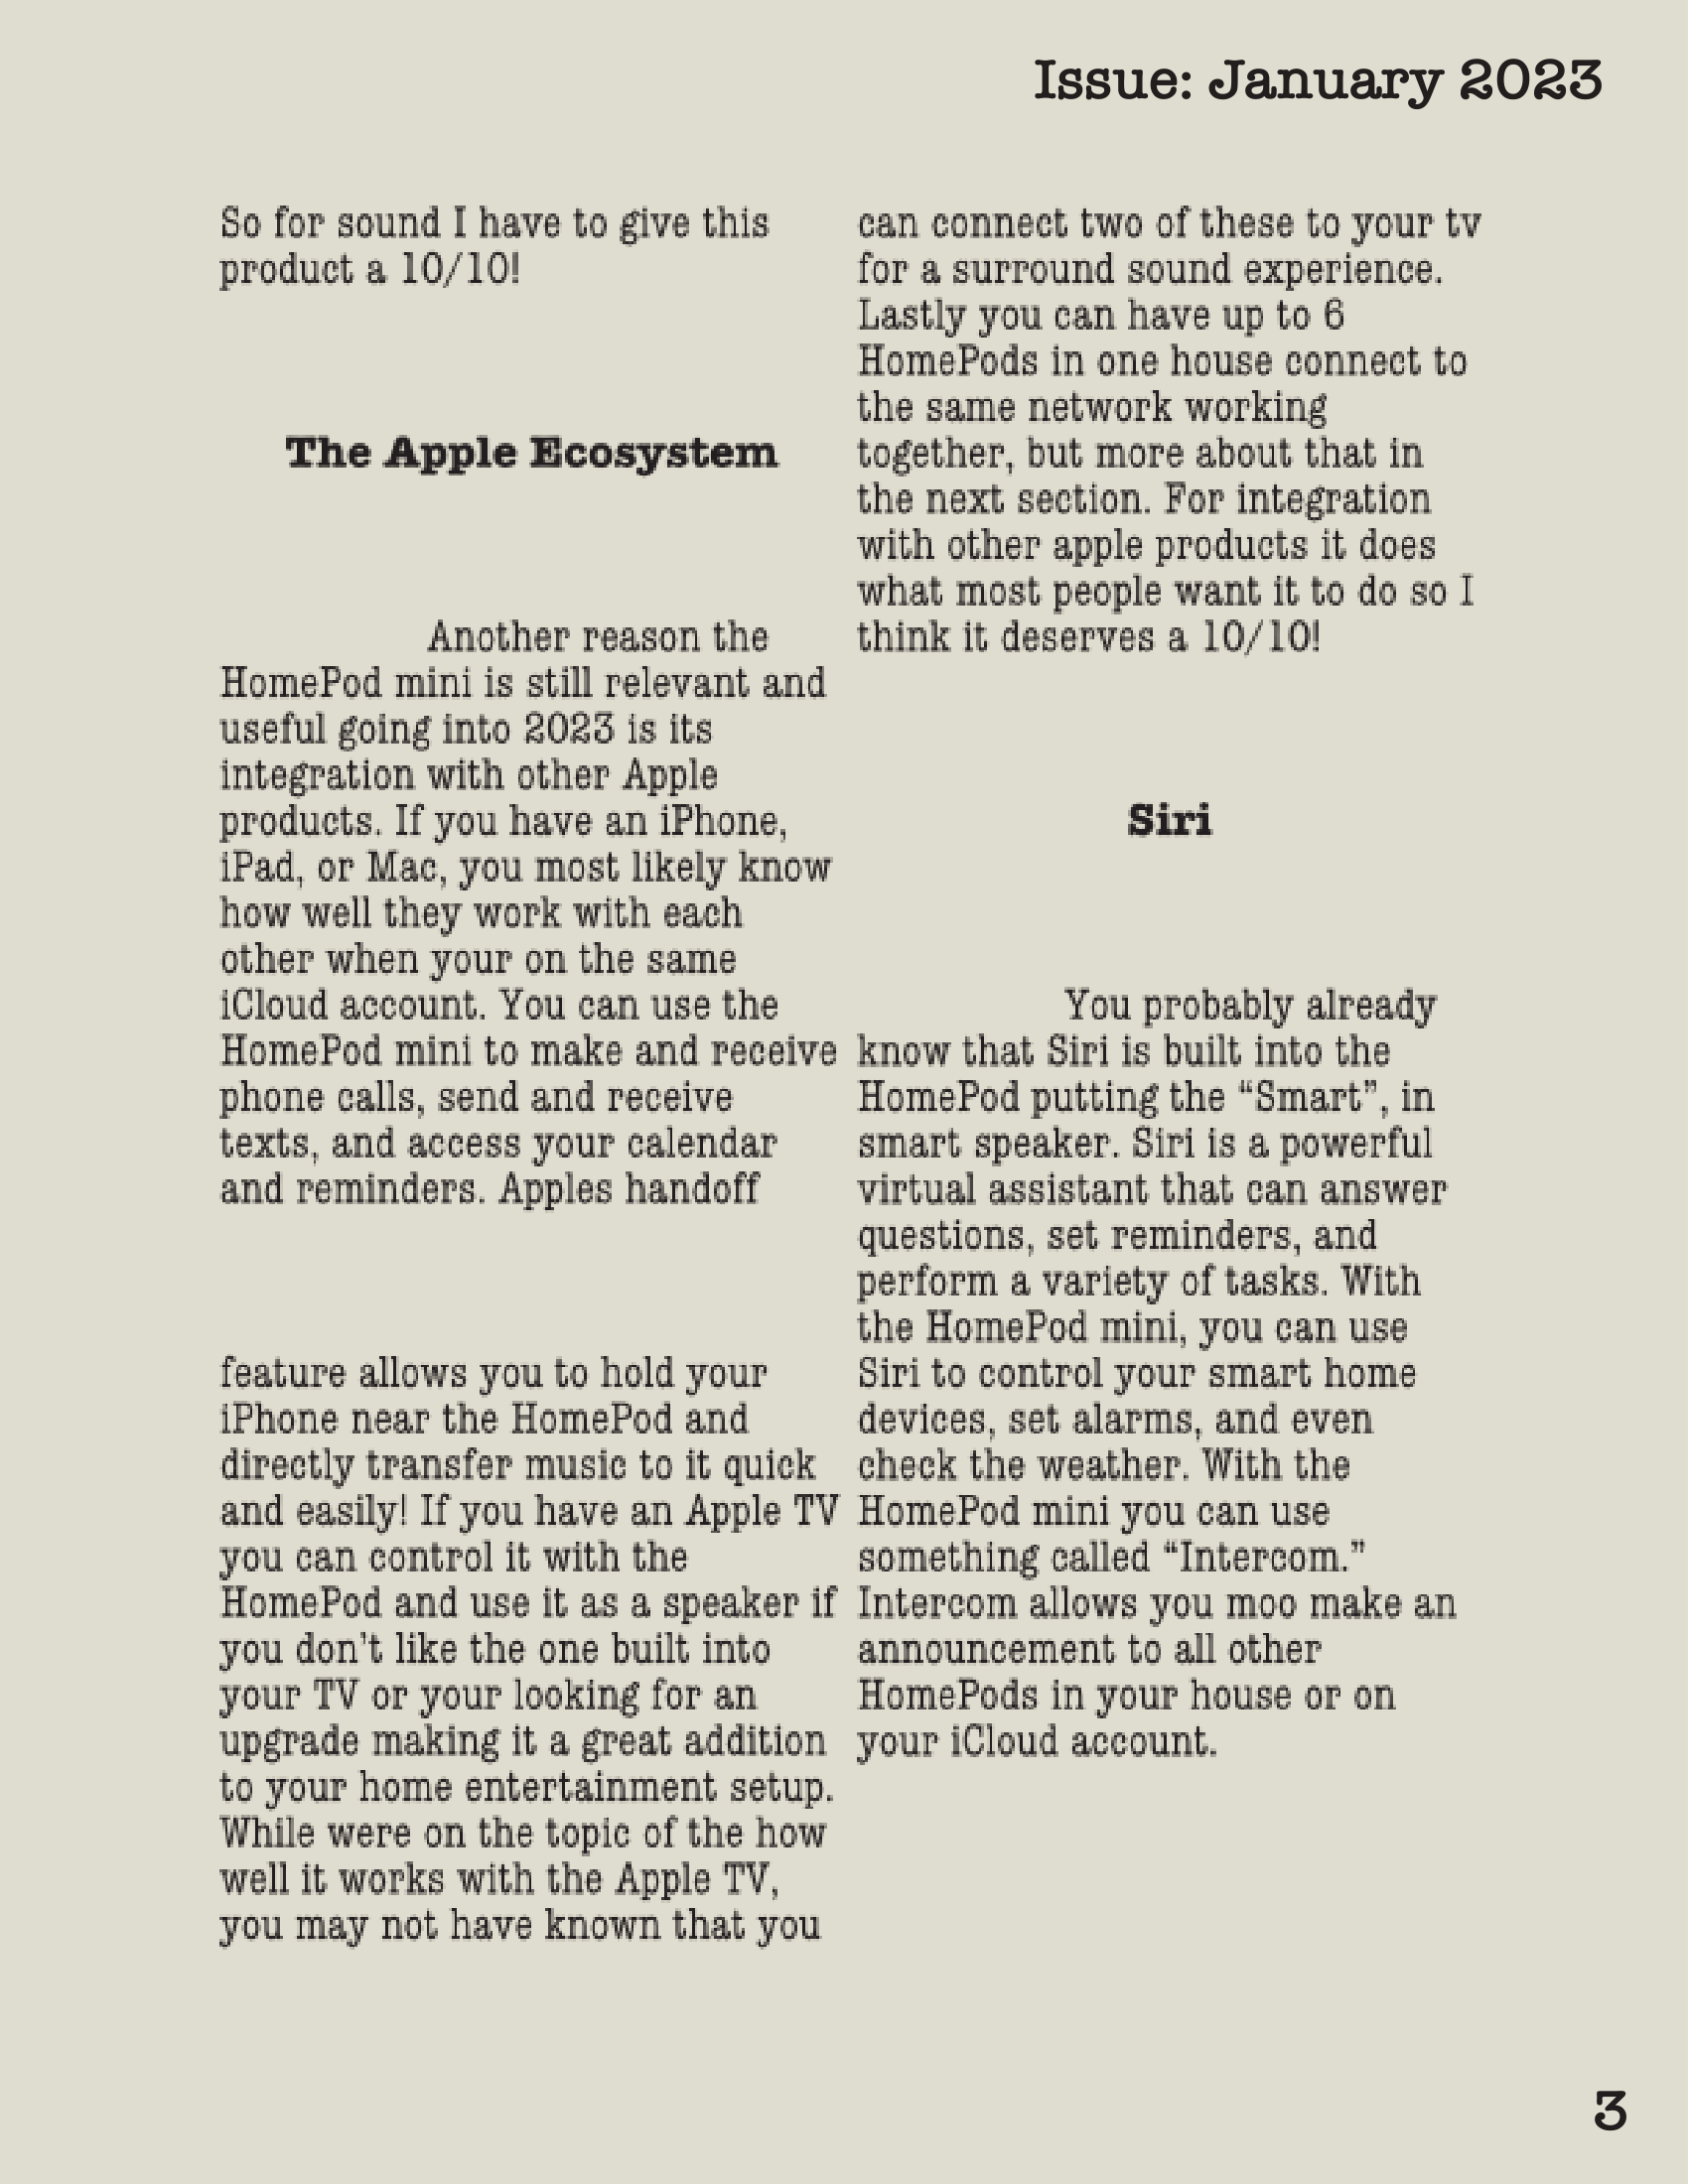 Issue: January 2023
So for sound I have to give this
product a 10/10!
The Apple Ecosystem
Another reason the
HomePod mini is still relevant and
useful going into 2023 is its
integration with other Apple
products. If you have an iPhone,
iPad, or Mac, you most likely know
how well they work with each
other when your on the same
iCloud account. You can use the
HomePod mini to make and receive
phone calls, send and receive
texts, and access your calendar
and reminders. Apples handoff
feature allows you to hold your
iPhone near the HomePod and
directly transfer music to it quick
and easily! If you have an Apple TV
you can control it with the
HomePod and use it as a speaker if
you don’t like the one built into
your TV or your looking for an
upgrade making it a great addition
to your home entertainment setup.
While were on the topic of the how
well it works with the Apple TV,
you may not have known that you
can connect two of these to your tv
for a surround sound experience.
Lastly you can have up to 6
HomePods in one house connect to
the same network working
together, but more about that in
the next section. For integration
with other apple products it does
what most people want it to do so I
think it deserves a 10/10!
Siri
You probably already
know that Siri is built into the
HomePod putting the “Smart”, in
smart speaker. Siri is a powerful
virtual assistant that can answer
questions, set reminders, and
perform a variety of tasks. With
the HomePod mini, you can use
Siri to control your smart home
devices, set alarms, and even
check the weather. With the
HomePod mini you can use
something called “Intercom.”
Intercom allows you moo make an
announcement to all other
HomePods in your house or on
your iCloud account.
3